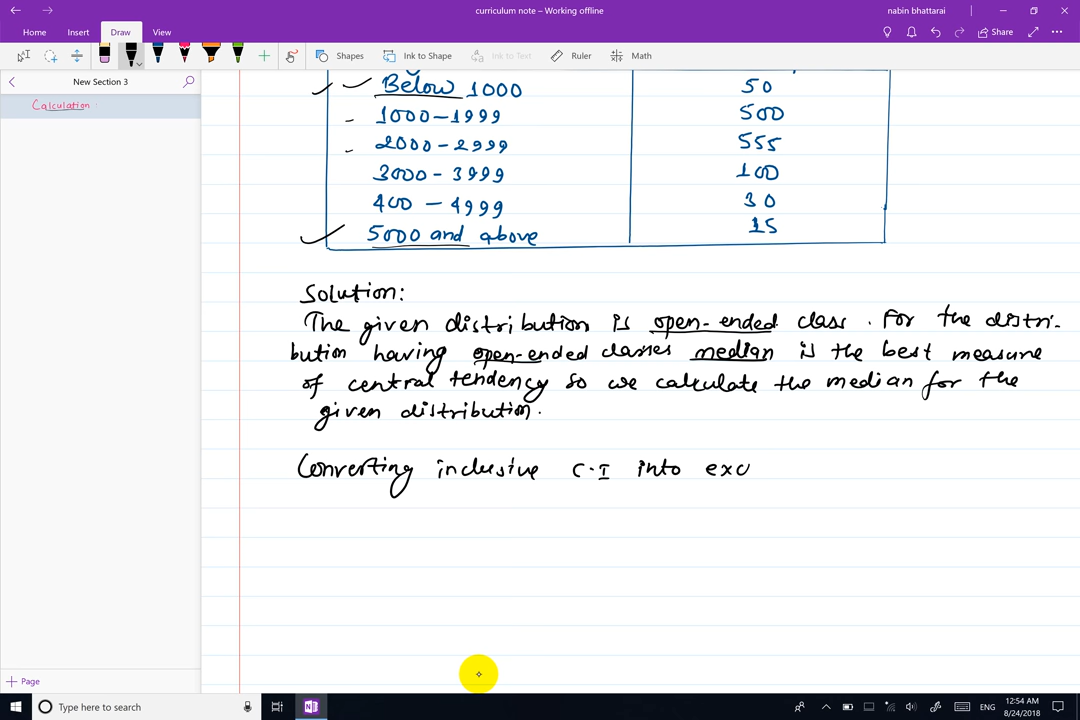 curriculum note – Working offline
nabin bhattarai
Home Insert Draw View
Share
Shapes Ink to Shape Ink to Text Ruler Math
New Section 3
Calculation
Below 1000 50
1000-1999 500
2000-2999 555
3000-3999 100
400-4999 30
5000 and above 15
Solution:
The given distribution is open-ended class. For the distri-
bution having open-ended classes median is the best measure
of central tendency so we calculate the median for the
given distribution.
Converting inclusive C.I into exc
Page
Type here to search
ENG
12:54 AM
8/24/2018